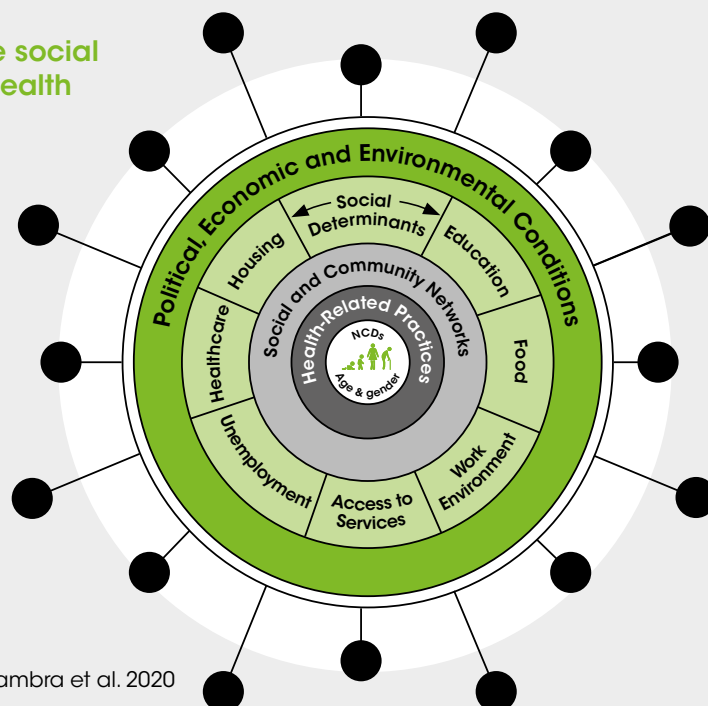 e social
ealth
Political, Economic and Environmental Conditions
Social
Determinants
Education
Food
Work
Environment
Access to
Services
Unemployment
Healthcare
Housing
Social and Community Networks
Health-Related Practices
NCDs
Age & gender
ambra et al. 2020